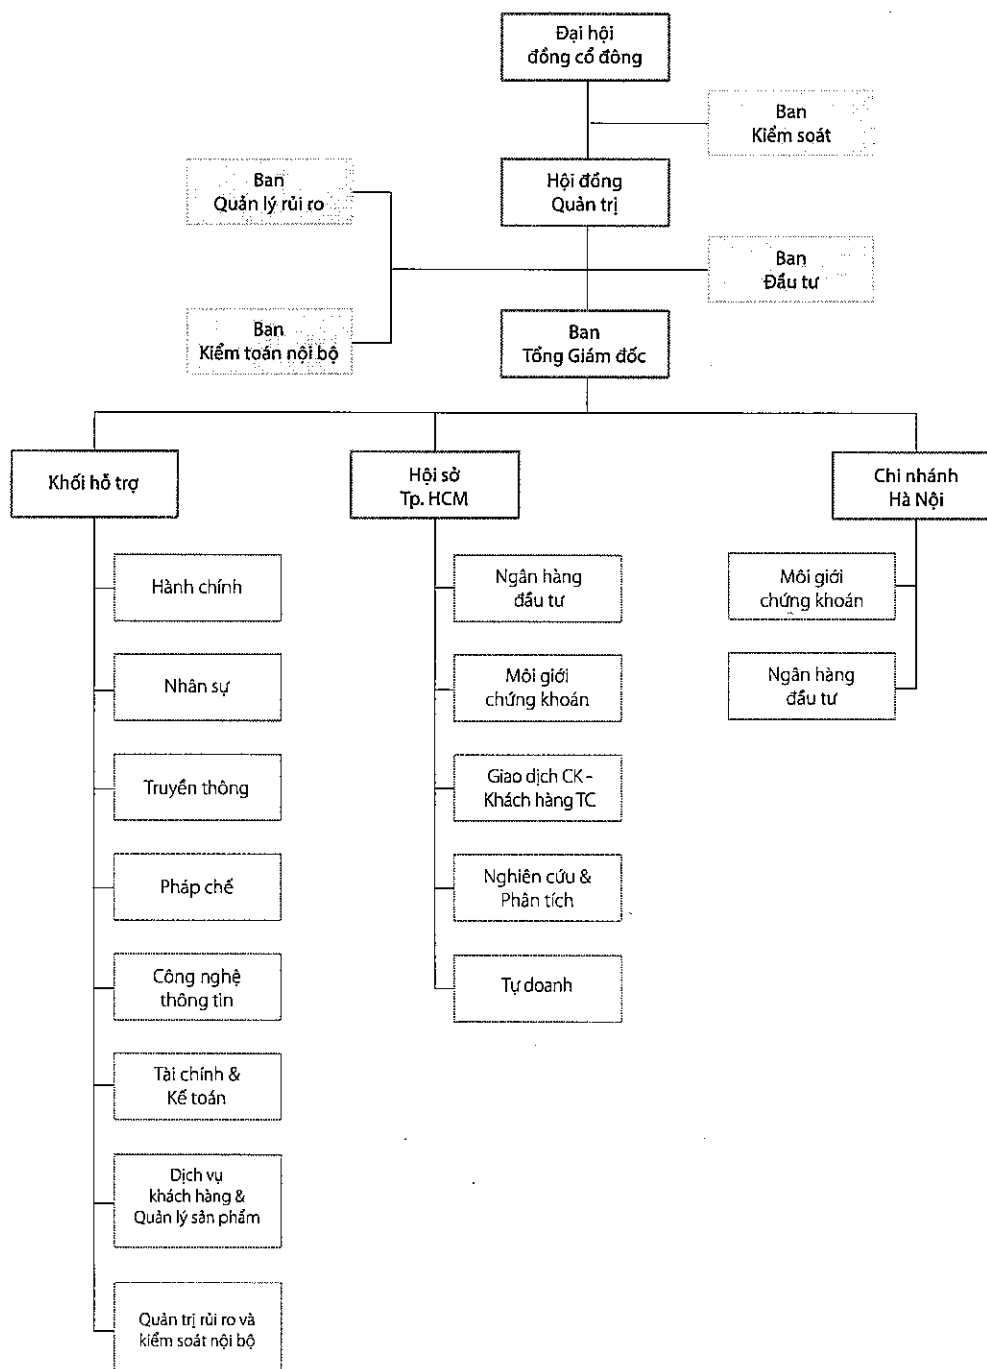 Đại hội
đồng cổ đông
Ban
Kiểm soát
Ban
Quản lý rủi ro
Hội đồng
Quản trị
Ban
Đầu tư
Ban
Kiểm toán nội bộ
Ban
Tổng Giám đốc
Khối hỗ trợ
Hội sở
Tp. HCM
Chi nhánh
Hà Nội
Hành chính
Nhân sự
Truyền thông
Pháp chế
Công nghệ
thông tin
Tài chính &
Kế toán
Dịch vụ
khách hàng &
Quản lý sản phẩm
Quản trị rủi ro và
kiểm soát nội bộ
Ngân hàng
đầu tư
Môi giới
chứng khoán
Giao dịch CK -
Khách hàng TC
Nghiên cứu &
Phân tích
Tự doanh
Môi giới
chứng khoán
Ngân hàng
đầu tư